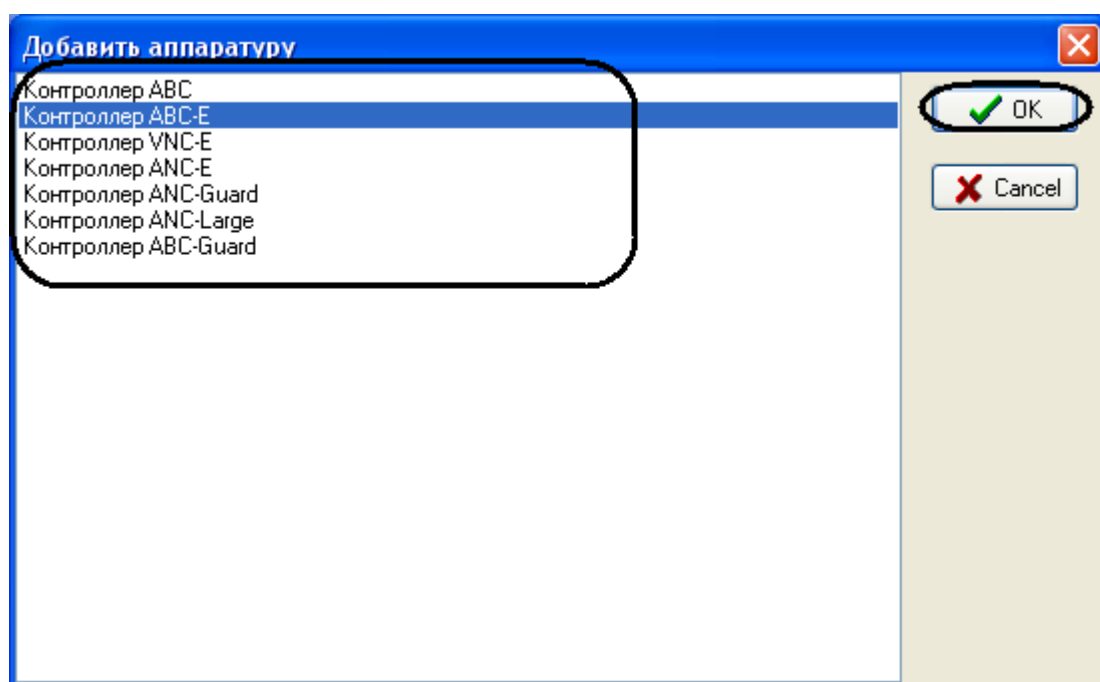 Добавить аппаратуру
Контроллер ABC
Контроллер ABC-E
Контроллер VNC-E
Контроллер ANC-E
Контроллер ANC-Guard
Контроллер ANC-Large
Контроллер ABC-Guard
OK
Cancel